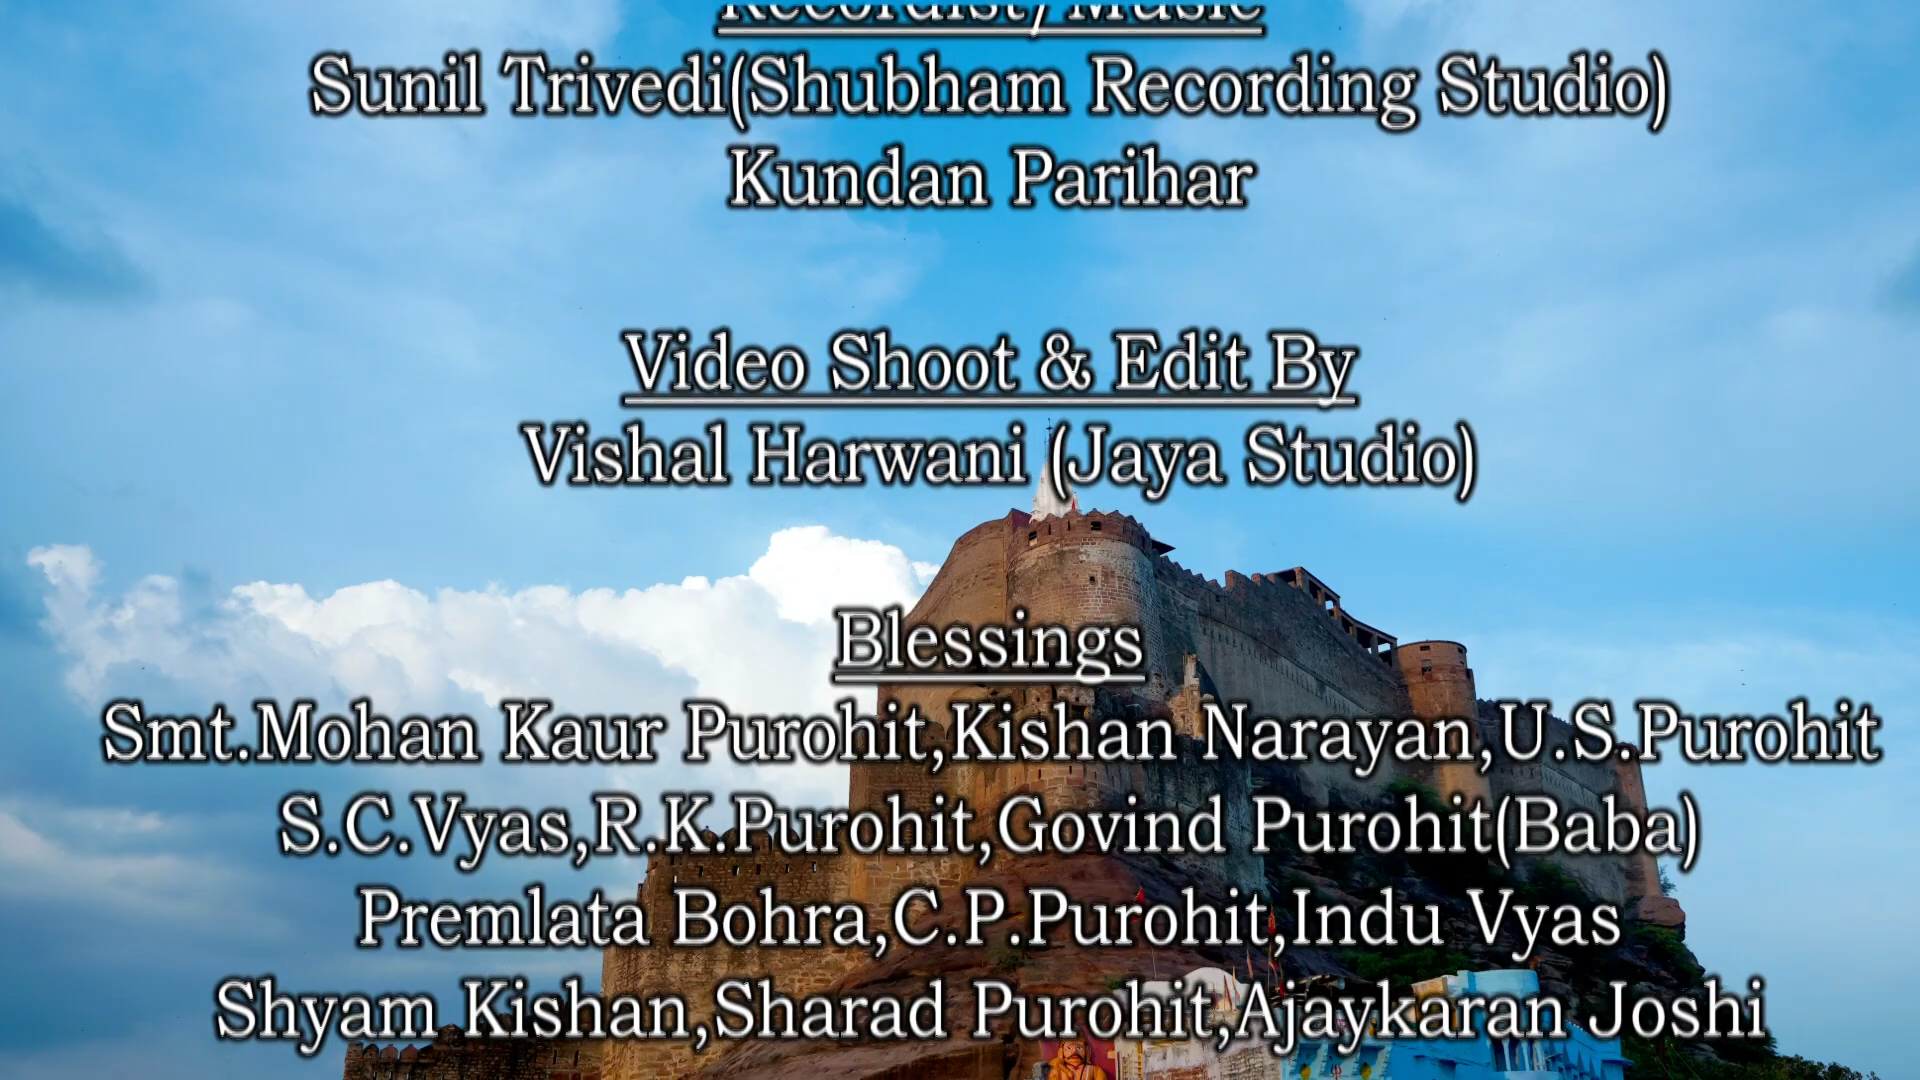 Recordist/Music
Sunil Trivedi(Shubham Recording Studio)
Kundan Parihar
Video Shoot & Edit By
Vishal Harwani (Jaya Studio)
Blessings
Smt.Mohan Kaur Purohit,Kishan Narayan,U.S.Purohit
S.C.Vyas,R.K.Purohit,Govind Purohit(Baba)
Premlata Bohra,C.P.Purohit,Indu Vyas
Shyam Kishan,Sharad Purohit,Ajaykaran Joshi